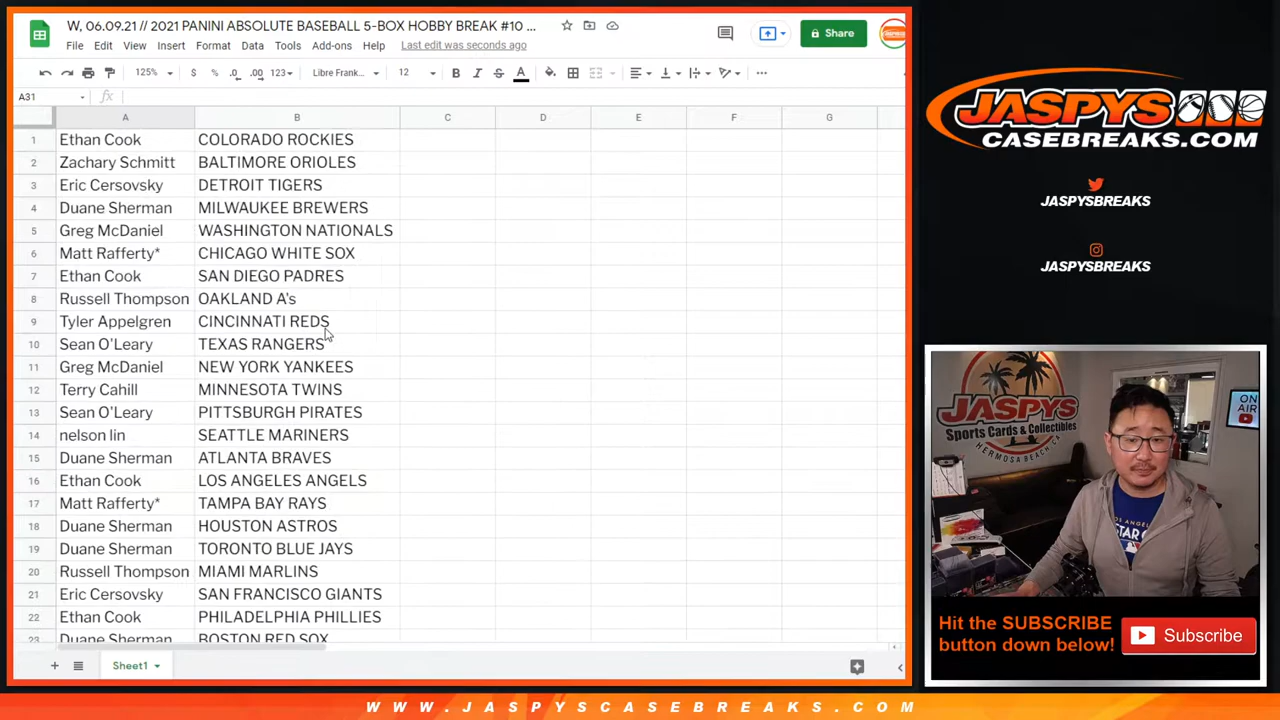 W, 06.09.21 // 2021 PANINI ABSOLUTE BASEBALL 5-BOX HOBBY BREAK #10 ...
File Edit View Insert Format Data Tools Add-ons Help Last edit was seconds ago
Share
125% $ % .0 .00 123 Libre Frank... 12 B I S A
A31 fx
A B C D E F G
1 Ethan Cook COLORADO ROCKIES
2 Zachary Schmitt BALTIMORE ORIOLES
3 Eric Cersovsky DETROIT TIGERS
4 Duane Sherman MILWAUKEE BREWERS
5 Greg McDaniel WASHINGTON NATIONALS
6 Matt Rafferty* CHICAGO WHITE SOX
7 Ethan Cook SAN DIEGO PADRES
8 Russell Thompson OAKLAND A's
9 Tyler Appelgren CINCINNATI REDS
10 Sean O'Leary TEXAS RANGERS
11 Greg McDaniel NEW YORK YANKEES
12 Terry Cahill MINNESOTA TWINS
13 Sean O'Leary PITTSBURGH PIRATES
14 nelson lin SEATTLE MARINERS
15 Duane Sherman ATLANTA BRAVES
16 Ethan Cook LOS ANGELES ANGELS
17 Matt Rafferty* TAMPA BAY RAYS
18 Duane Sherman HOUSTON ASTROS
19 Duane Sherman TORONTO BLUE JAYS
20 Russell Thompson MIAMI MARLINS
21 Eric Cersovsky SAN FRANCISCO GIANTS
22 Ethan Cook PHILADELPHIA PHILLIES
23 Duane Sherman BOSTON RED SOX
Sheet1
JASPYS
CASEBREAKS.COM
JASPYSBREAKS
JASPYSBREAKS
JASPYS
Sports Cards & Collectibles
HERMOSA BEACH CA
ON
AIR
Hit the SUBSCRIBE
button down below!
Subscribe
WWW.JASPYSCASEBREAKS.COM